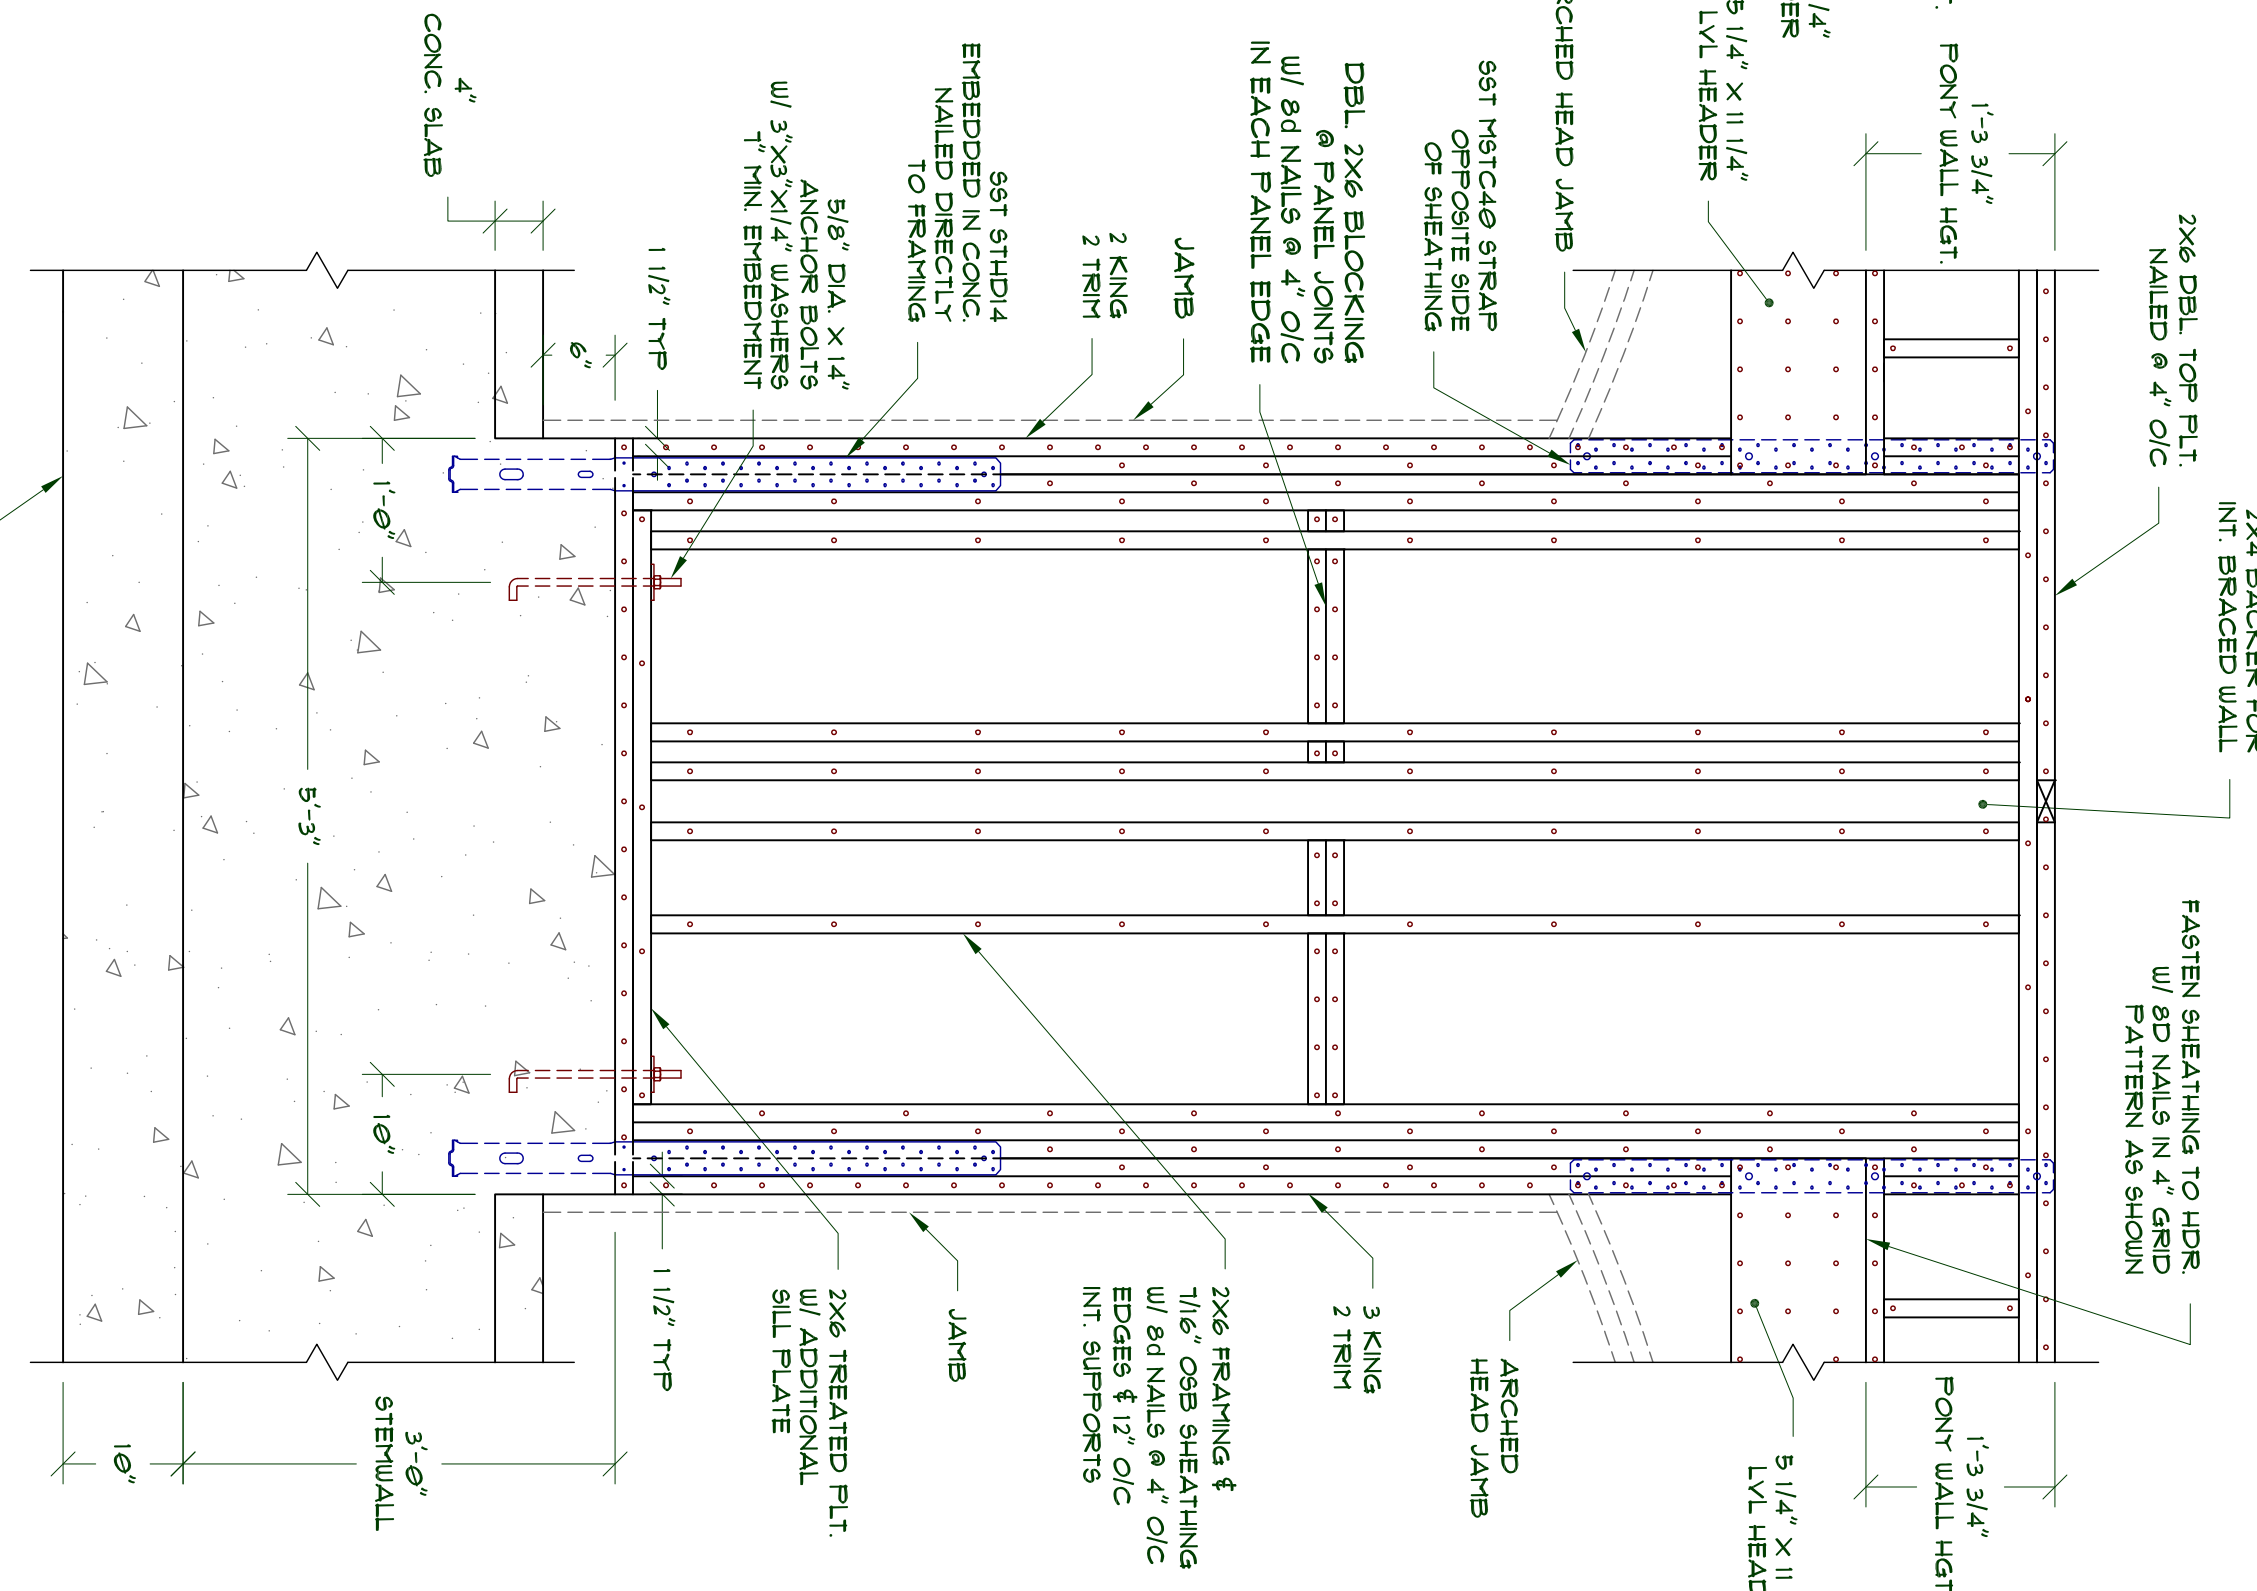 1'-3 3/4"
PONY WALL HGT.
2X6 DBL. TOP PLT.
NAILED @ 4" O/C
2X4 BACKER FOR
INT. BRACED WALL
FASTEN SHEATHING TO HDR.
W/ 8D NAILS IN 4" GRID
PATTERN AS SHOWN
1'-3 3/4"
PONY WALL HGT
5 1/4" X 11 1/4"
LVL HEADER
5 1/4" X 11
LVL HEAD
ARCHED HEAD JAMB
ARCHED
HEAD JAMB
SST MSTC40 STRAP
OPPOSITE SIDE
OF SHEATHING
DBL. 2X6 BLOCKING
@ PANEL JOINTS
W/ 8d NAILS @ 4" O/C
IN EACH PANEL EDGE
3 KING
2 TRIM
JAMB
2 KING
2 TRIM
2X6 FRAMING &
7/16" OSB SHEATHING
W/ 8d NAILS @ 4" O/C
EDGES & 12" O/C
INT. SUPPORTS
SST STHD14
EMBEDDED IN CONC.
NAILED DIRECTLY
TO FRAMING
JAMB
5/8" DIA. X 14"
ANCHOR BOLTS
W/ 3"X3"X1/4" WASHERS
7" MIN. EMBEDMENT
2X6 TREATED PLT.
W/ ADDITIONAL
SILL PLATE
1 1/2" TYP
1 1/2" TYP
6"
4"
CONC. SLAB
1'-0"
10"
5'-3"
3'-0"
STEMWALL
10"